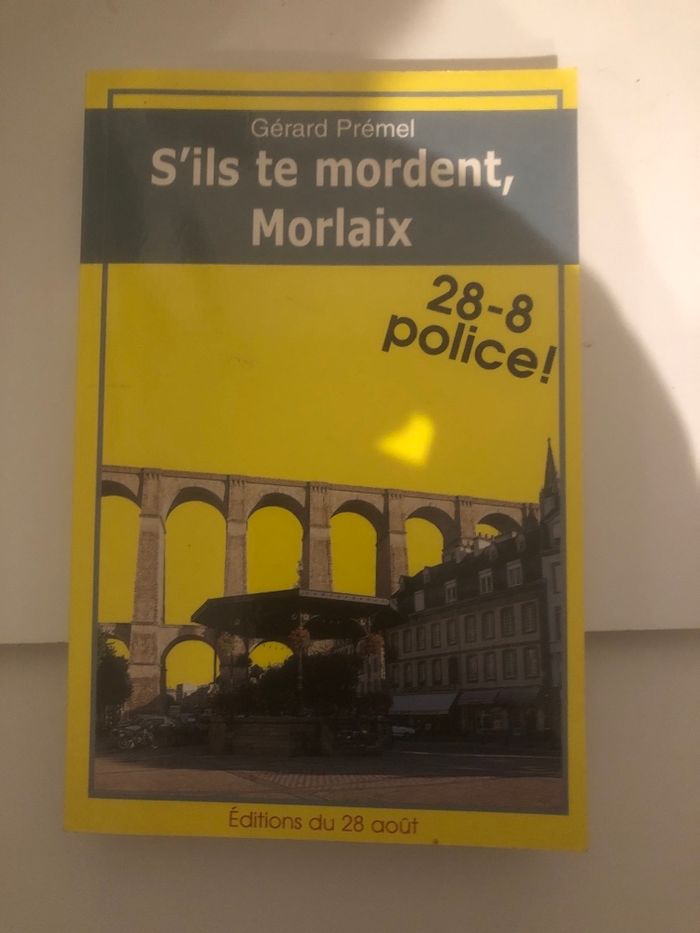 Gérard Prémel
S'ils te mordent,
Morlaix
28-8
police!
Éditions du 28 août